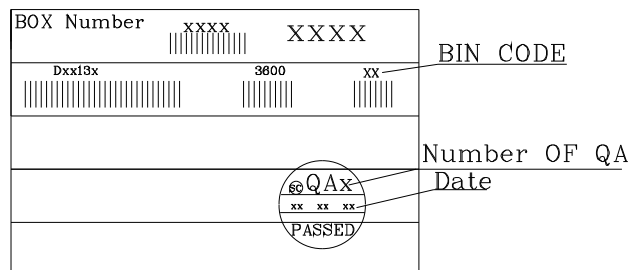 BOX Number XXXX XXXX
BIN CODE
Dxx13x 3600 XX
Number OF QA
SC QAx
Date
xx xx xx
PASSED